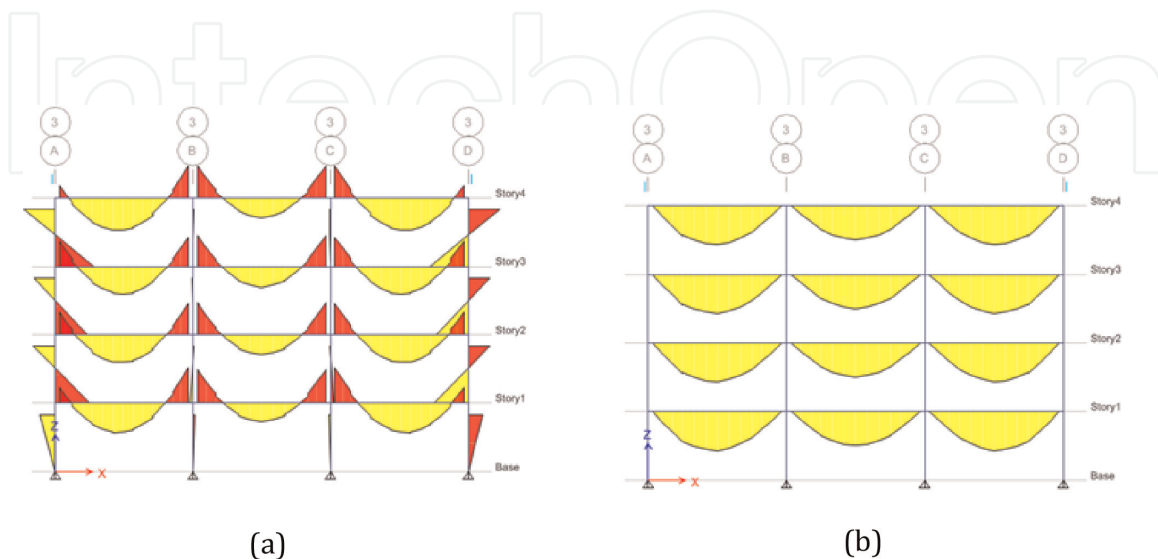 IntechOpen
3 3 3 3
A B C D
Story4
Story3
Story2
Story1
Z
X
Base
(a)
3 3 3 3
A B C D
Story4
Story3
Story2
Story1
Z
X
Base
(b)